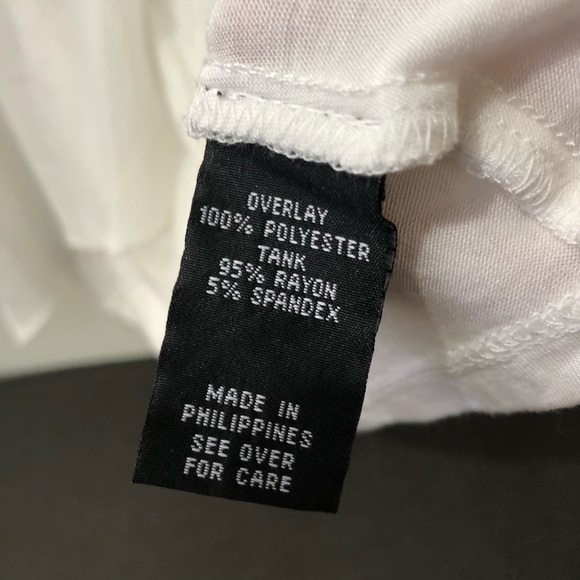 OVERLAY
100% POLYESTER
TANK
95% RAYON
5% SPANDEX
MADE IN
PHILIPPINES
SEE OVER
FOR CARE